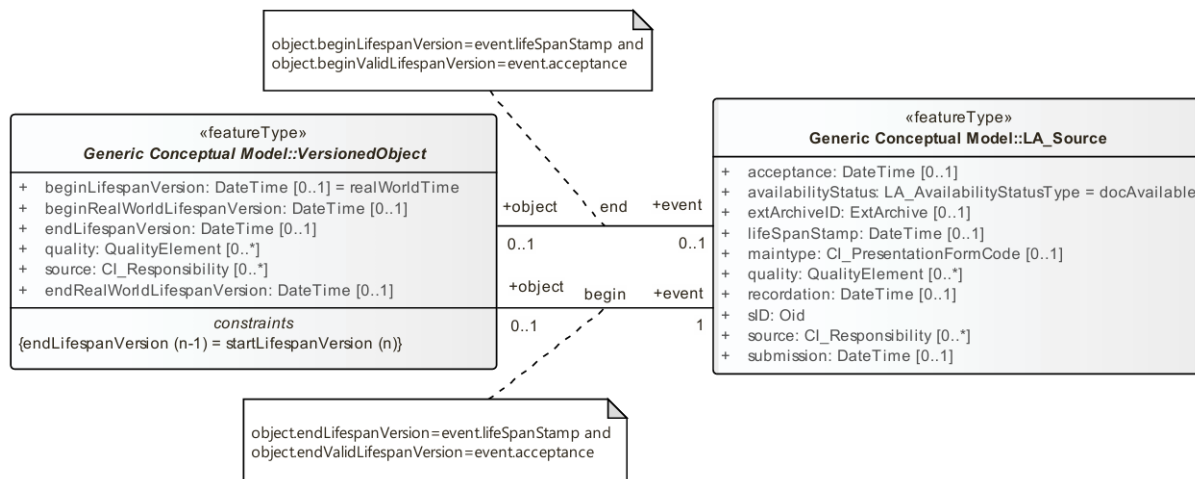 object.beginLifespanVersion=event.lifeSpanStamp and
object.beginValidLifespanVersion=event.acceptance
«featureType»
Generic Conceptual Model::VersionedObject
+ beginLifespanVersion: DateTime [0..1] = realWorldTime
+ beginRealWorldLifespanVersion: DateTime [0..1]
+ endLifespanVersion: DateTime [0..1]
+ quality: QualityElement [0..*]
+ source: CI_Responsibility [0..*]
+ endRealWorldLifespanVersion: DateTime [0..1]
constraints
{endLifespanVersion (n-1) = startLifespanVersion (n)}
+object end +event
0..1 0..1
+object begin +event
0..1 1
«featureType»
Generic Conceptual Model::LA_Source
+ acceptance: DateTime [0..1]
+ availabilityStatus: LA_AvailabilityStatusType = docAvailable
+ extArchiveID: ExtArchive [0..1]
+ lifeSpanStamp: DateTime [0..1]
+ maintype: CI_PresentationFormCode [0..1]
+ quality: QualityElement [0..*]
+ recordation: DateTime [0..1]
+ sID: Oid
+ source: CI_Responsibility [0..*]
+ submission: DateTime [0..1]
object.endLifespanVersion=event.lifeSpanStamp and
object.endValidLifespanVersion=event.acceptance